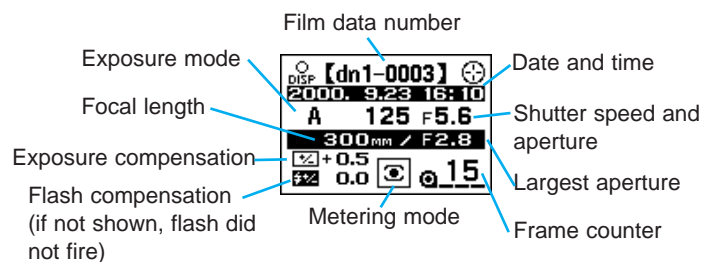 Film data number
Exposure mode
DISP [dn1-0003]
Date and time
2000. 9.23 16:10
Focal length
A 125 F5.6
Shutter speed and
aperture
300mm / F2.8
Exposure compensation
+/- +0.5
Largest aperture
Flash compensation
(if not shown, flash did
not fire)
+/- 0.0
15
Metering mode
Frame counter